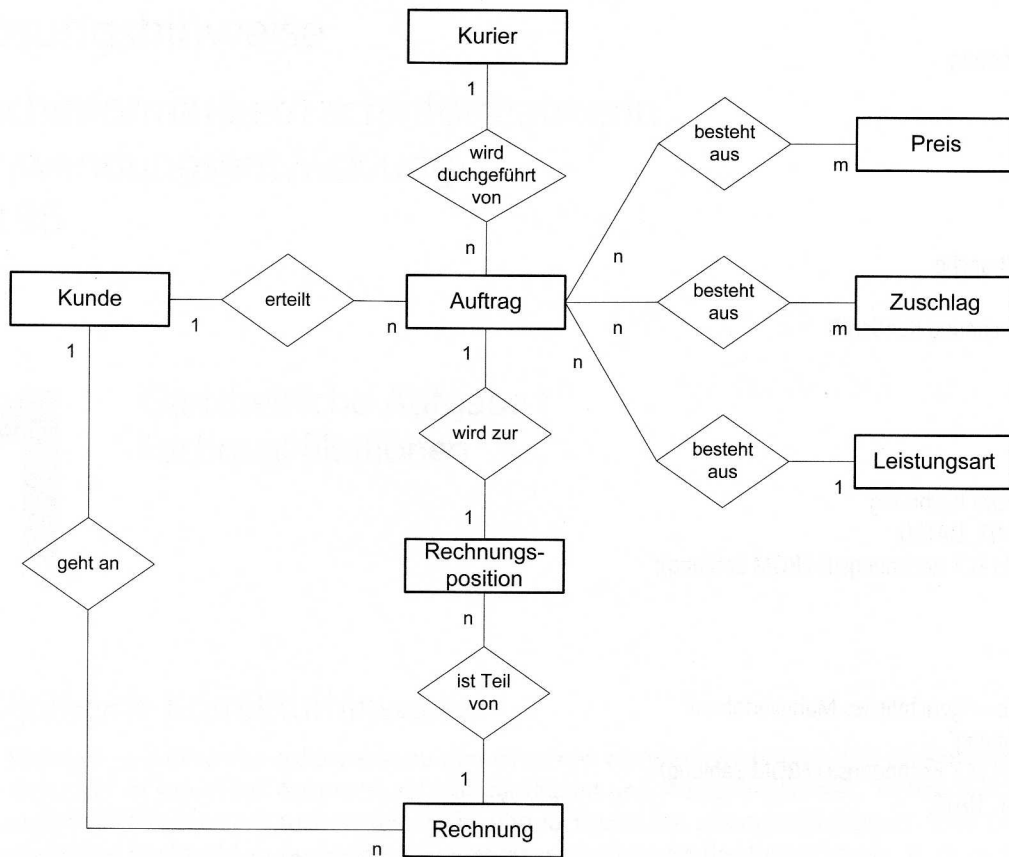 Kurier
1
wird
duchgeführt
von
n
besteht
aus
m
Preis
n
Kunde
1
erteilt
n
Auftrag
n
besteht
aus
m
Zuschlag
1
1
n
wird zur
besteht
aus
1
Leistungsart
geht an
1
Rechnungs-
position
n
ist Teil
von
1
n
Rechnung